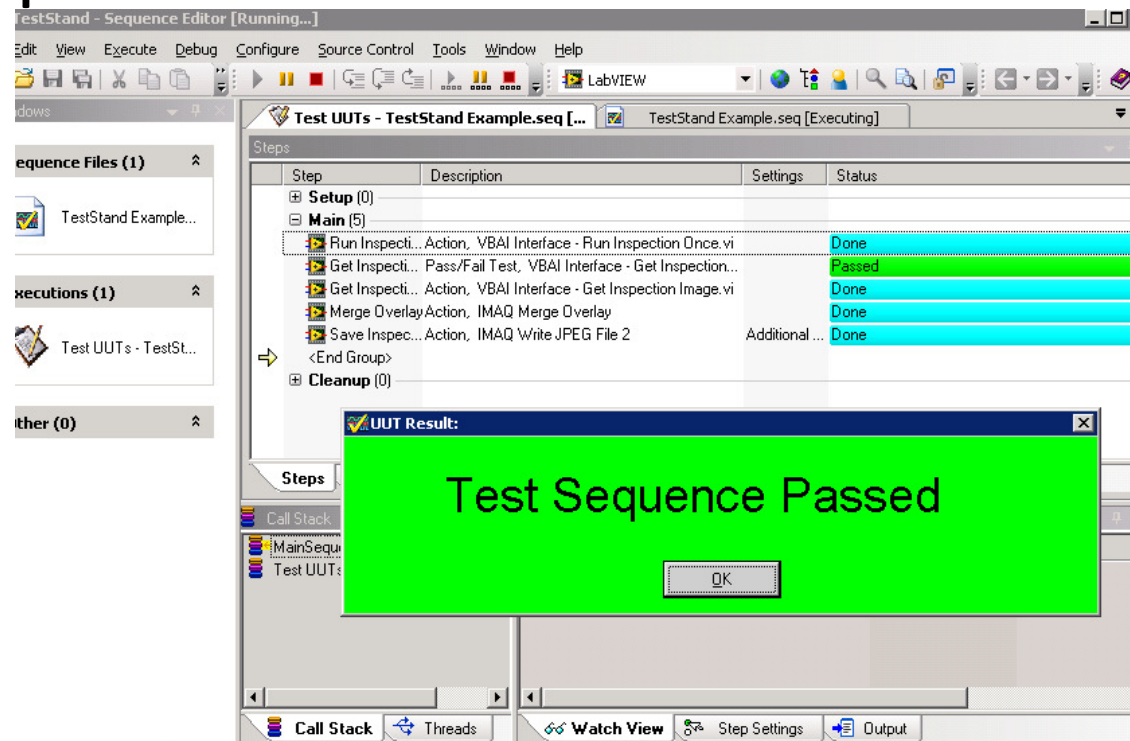 TestStand - Sequence Editor [Running...]
Edit View Execute Debug Configure Source Control Tools Window Help
LabVIEW
Test UUTs - TestStand Example.seq [... TestStand Example.seq [Executing]
Steps
Sequence Files (1)
TestStand Example...
Executions (1)
Test UUTs - TestSt...
Other (0)
Step Description Settings Status
Setup (0)
Main (5)
Run Inspecti... Action, VBAI Interface - Run Inspection Once.vi Done
Get Inspecti... Pass/Fail Test, VBAI Interface - Get Inspection... Passed
Get Inspecti... Action, VBAI Interface - Get Inspection Image.vi Done
Merge Overlay Action, IMAQ Merge Overlay Done
Save Inspec... Action, IMAQ Write JPEG File 2 Additional ... Done
<End Group>
Cleanup (0)
UUT Result:
Test Sequence Passed
OK
Steps
Call Stack
MainSequ
Test UUTs
Call Stack Threads Watch View Step Settings Output